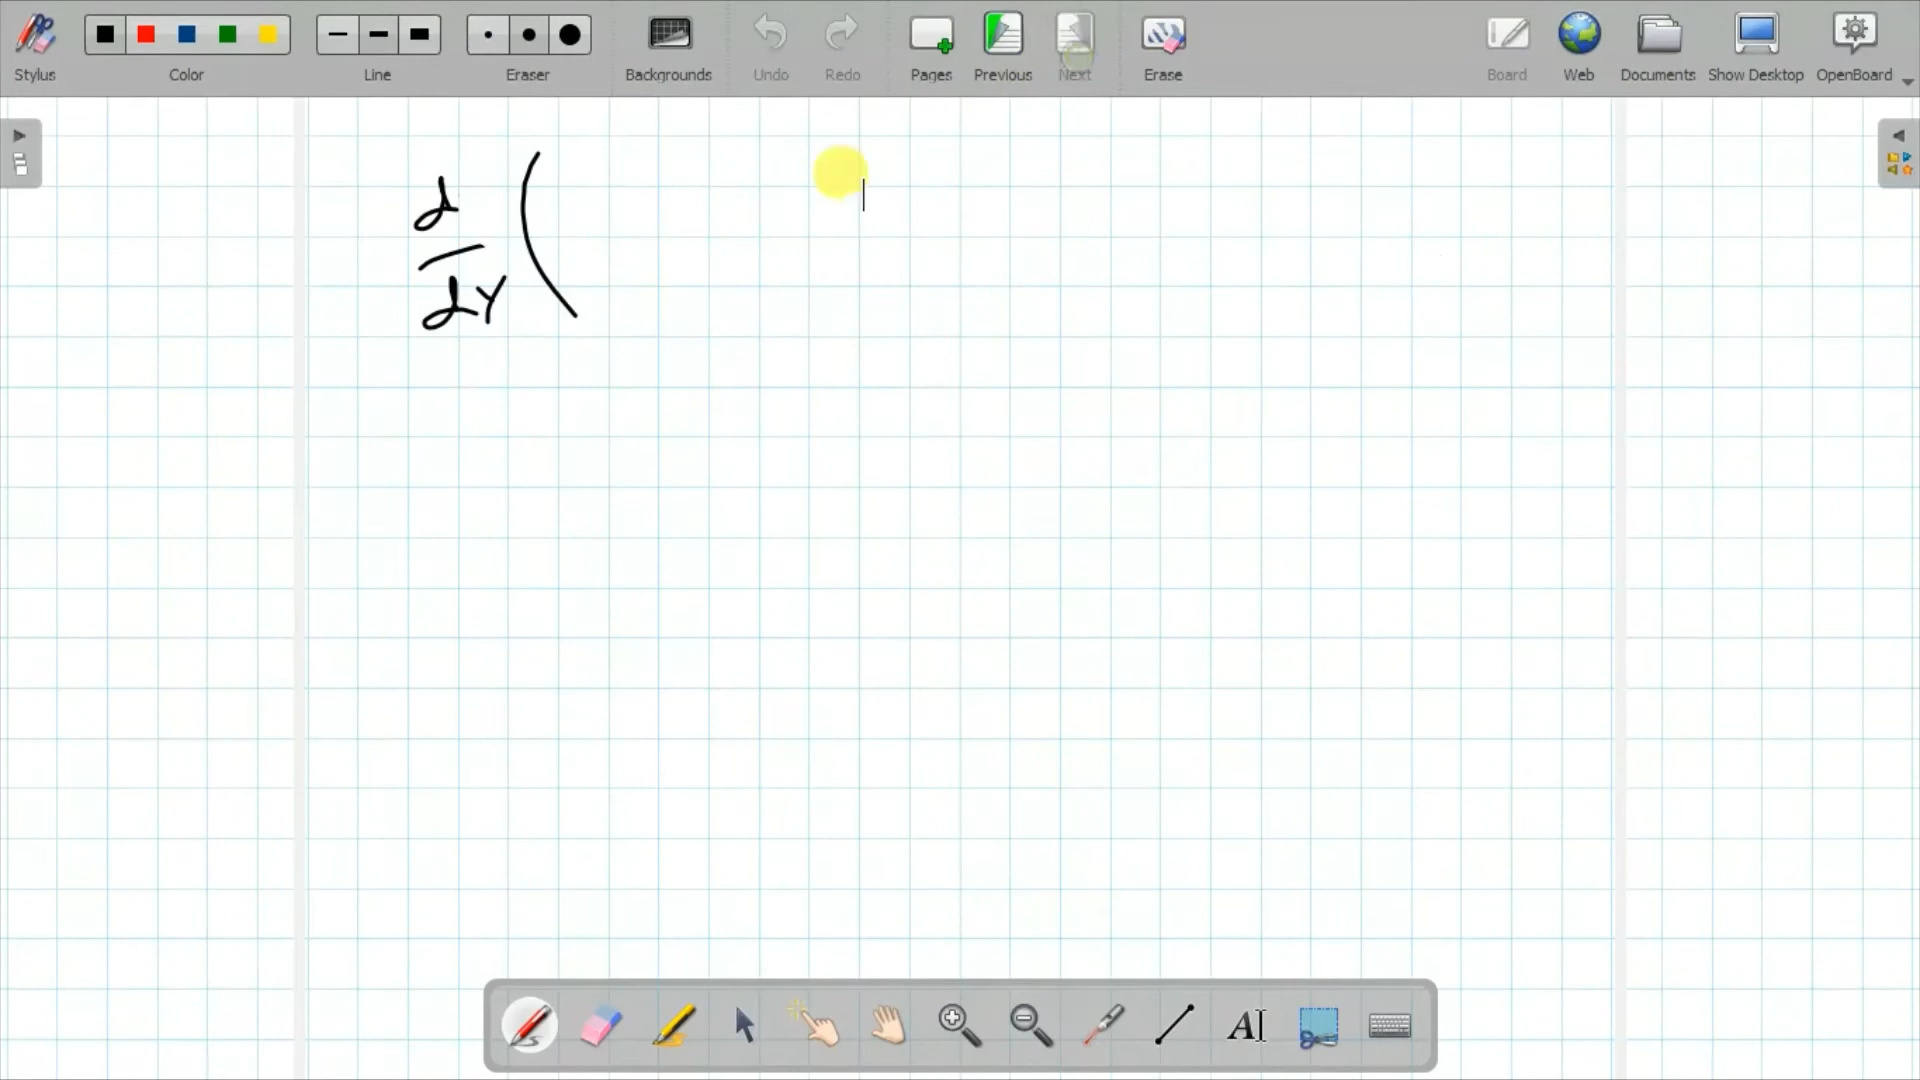 Stylus Color Line Eraser Backgrounds Undo Redo Pages Previous Next Erase Board Web Documents Show Desktop OpenBoard
d
dy (
A